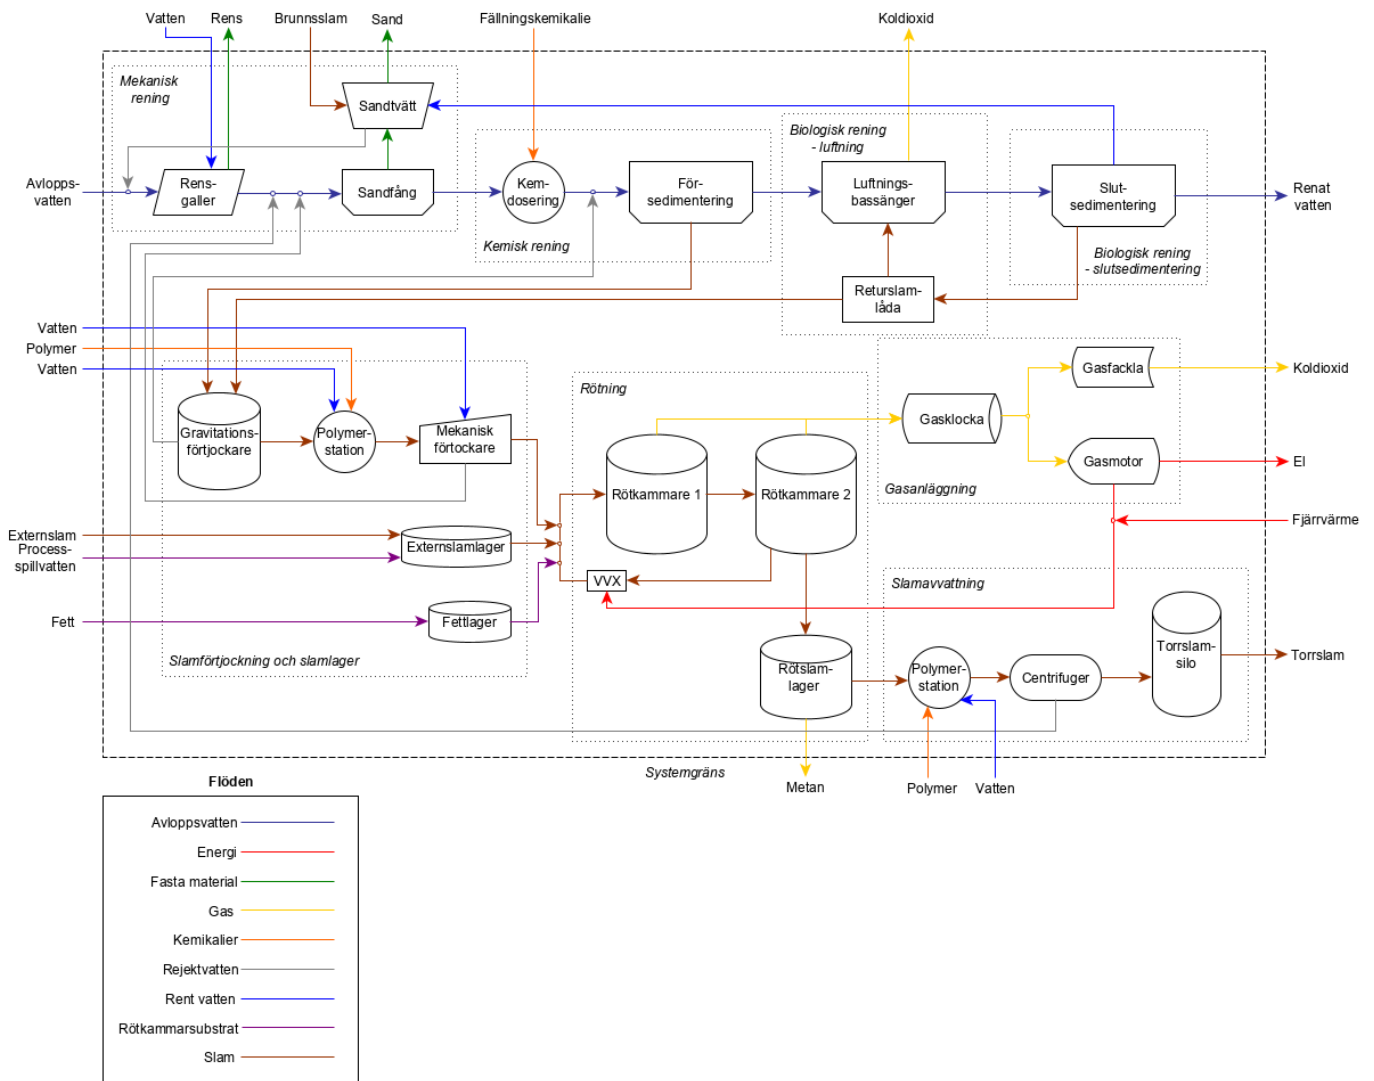 Vatten
Rens
Brunnsslam
Sand
Fällningskemikalie
Koldioxid
Mekanisk
rening
Sandtvätt
Biologisk rening
- luftning
Avlopps-
vatten
Rens-
galler
Sandfång
Kem-
dosering
För-
sedimentering
Luftnings-
bassänger
Slut-
sedimentering
Renat
vatten
Kemisk rening
Biologisk rening
- slutsedimentering
Returslam-
låda
Vatten
Polymer
Vatten
Gasfackla
Koldioxid
Rötning
Gasklocka
Gravitations-
förtjockare
Polymer-
station
Mekanisk
förtockare
Gasmotor
El
Gasanläggning
Rötkammare 1
Rötkammare 2
Fjärrvärme
Externslam
Process-
spillvatten
Externslamlager
VVX
Slamavvattning
Fett
Fettlager
Slamförtjockning och slamlager
Rötslam-
lager
Polymer-
station
Centrifuger
Torrslam-
silo
Torrslam
Systemgräns
Metan
Polymer
Vatten
Flöden
Avloppsvatten
Energi
Fasta material
Gas
Kemikalier
Rejektvatten
Rent vatten
Rötkammarsubstrat
Slam